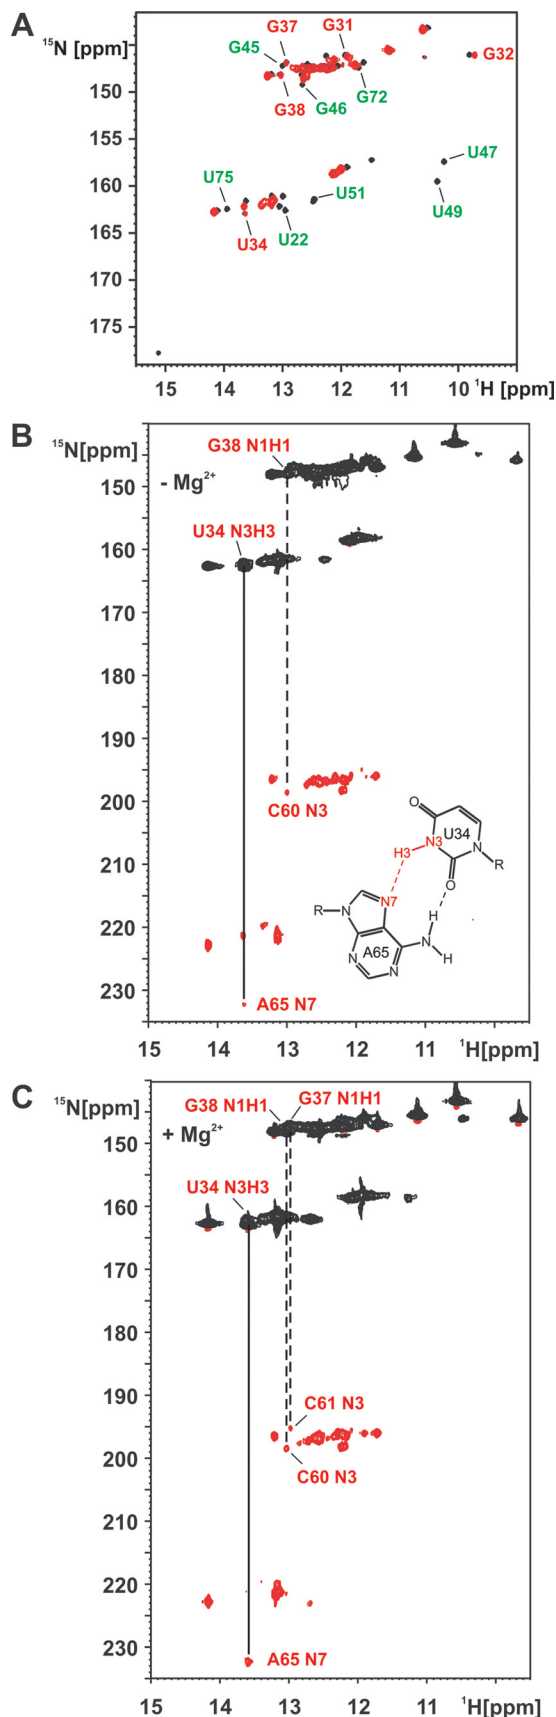 A
¹⁵N [ppm]
G37
G31
G45
G32
150
G38
G46
G72
155
U47
160
U75
U51
U49
165
U34
U22
170
175
15 14 13 12 11 10 ¹H [ppm]
B
¹⁵N[ppm]
G38 N1H1
150
- Mg²⁺
U34 N3H3
160
170
180
190
200
C60 N3
O
U34
H3 N3 N
210
R
O
N7
R N
H
220
A65 N
H
N N
230
A65 N7
15 14 13 12 11 ¹H[ppm]
C
¹⁵N[ppm]
G38 N1H1 G37 N1H1
150
+ Mg²⁺
U34 N3H3
160
170
180
190
C61 N3
200
C60 N3
210
220
230
A65 N7
15 14 13 12 11 ¹H[ppm]